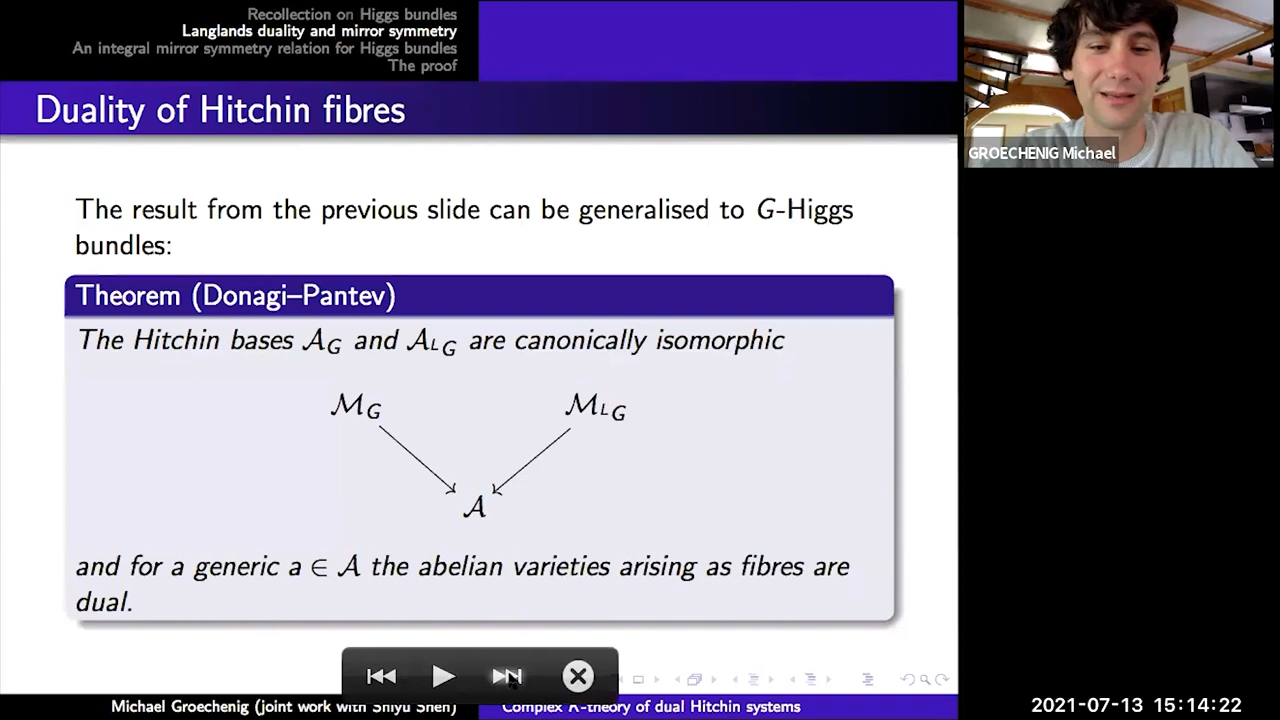 Recollection on Higgs bundles
Langlands duality and mirror symmetry
An integral mirror symmetry relation for Higgs bundles
The proof
Duality of Hitchin fibres
GROECHENIG Michael
The result from the previous slide can be generalised to G-Higgs
bundles:
Theorem (Donagi–Pantev)
The Hitchin bases 𝒜_G and 𝒜_{ᴸG} are canonically isomorphic
ℳ_G ℳ_{ᴸG}
𝒜
and for a generic a ∈ 𝒜 the abelian varieties arising as fibres are
dual.
Michael Groechenig (joint work with Shiyu Shen) Complex K-theory of dual Hitchin systems
2021-07-13 15:14:22